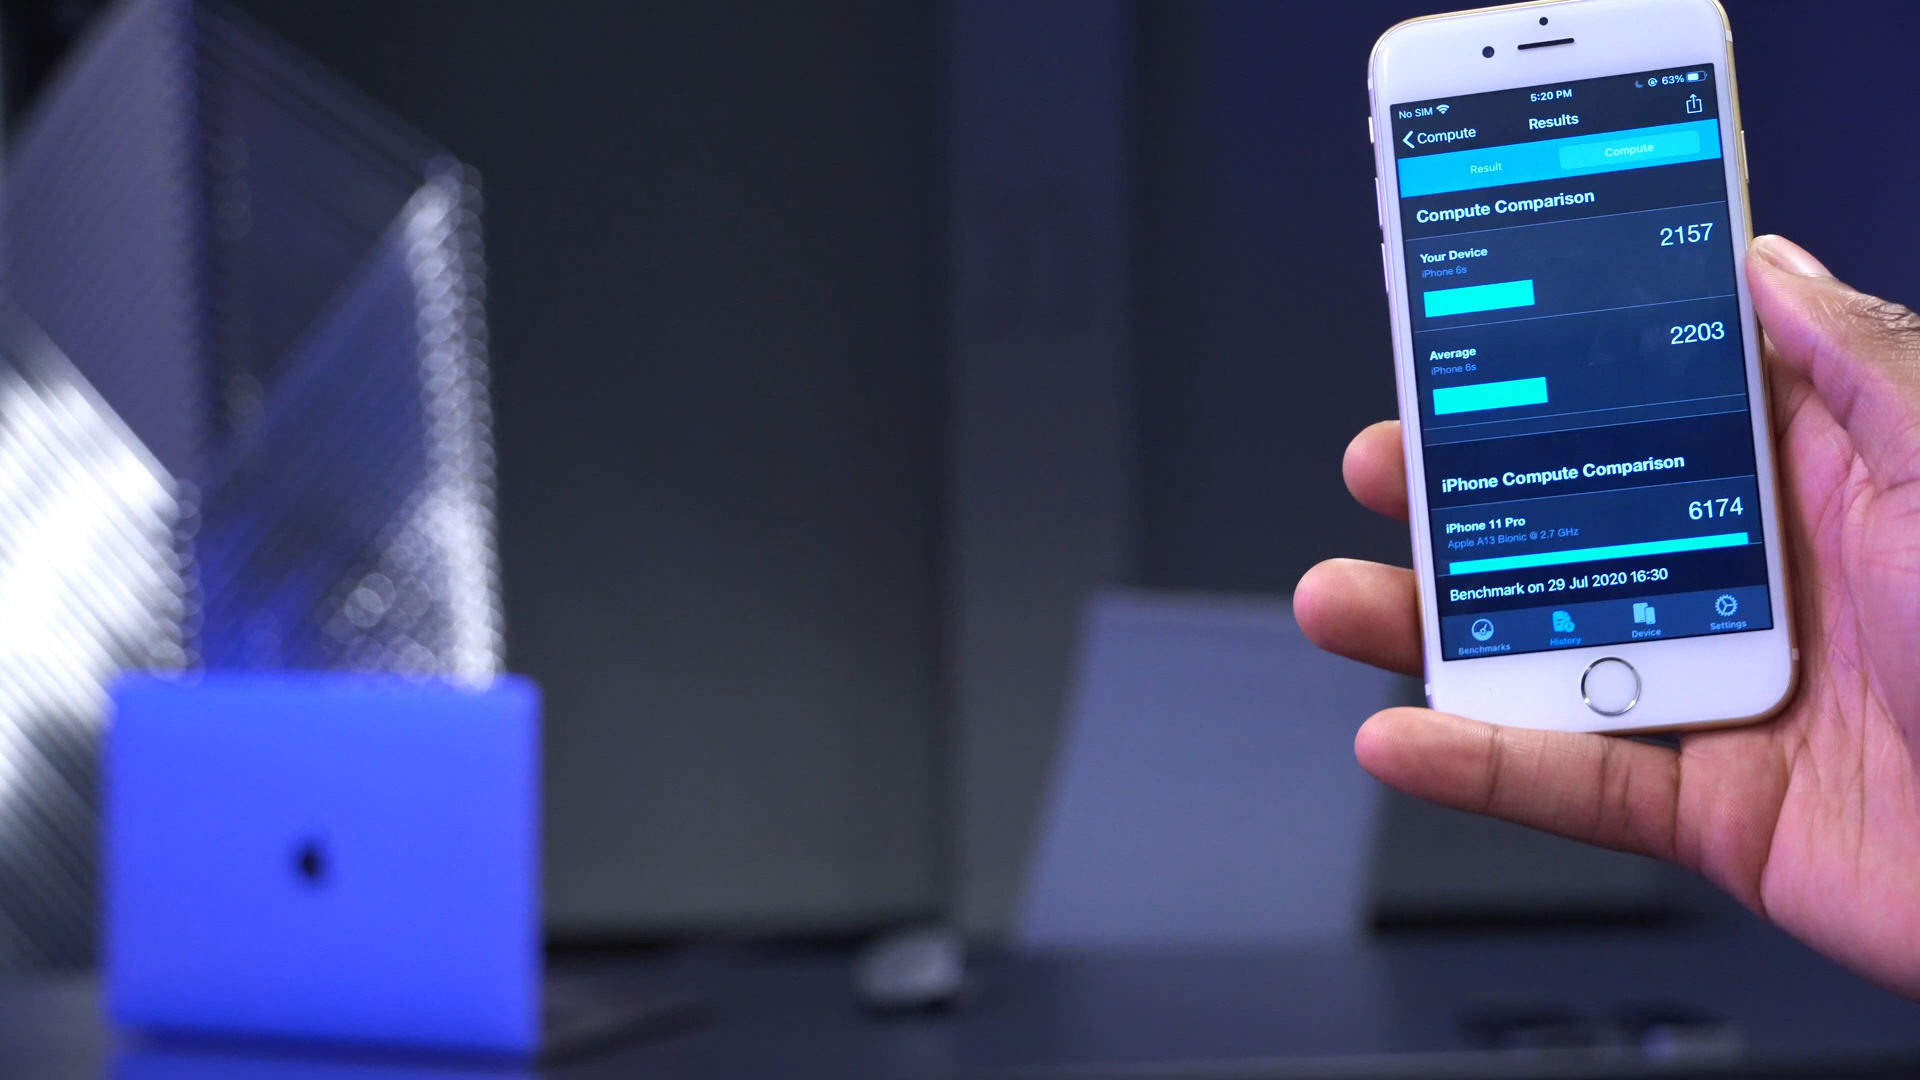 No SIM 5:20 PM 63%
Compute Results
Result Compute
Compute Comparison
Your Device 2157
iPhone 6s
Average 2203
iPhone 6s
iPhone Compute Comparison
iPhone 11 Pro 6174
Apple A13 Bionic @ 2.7 GHz
Benchmark on 29 Jul 2020 16:30
Benchmarks History Device Settings